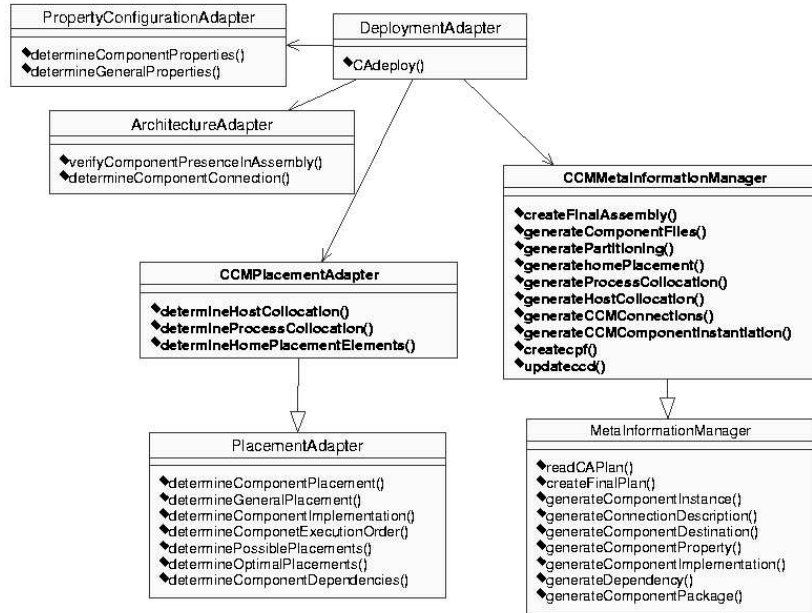 PropertyConfigurationAdapter
determineComponentProperties()
determineGeneralProperties()
DeploymentAdapter
CAdeploy()
ArchitectureAdapter
verifyComponentPresenceInAssembly()
determineComponentConnection()
CCMMetaInformationManager
createFinalAssembly()
generateComponentFiles()
generatePartitioning()
generatehomePlacement()
generateProcessCollocation()
generateHostCollocation()
generateCCMConnections()
generateCCMComponentInstantiation()
createcpf()
updateccd()
CCMPlacementAdapter
determineHostCollocation()
determineProcessCollocation()
determineHomePlacementElements()
PlacementAdapter
determineComponentPlacement()
determineGeneralPlacement()
determineComponentImplementation()
determineComponetExecutionOrder()
determinePossiblePlacements()
determineOptimalPlacements()
determineComponentDependencies()
MetaInformationManager
readCAPlan()
createFinalPlan()
generateComponentInstance()
generateConnectionDescription()
generateComponentDestination()
generateComponentProperty()
generateComponentImplementation()
generateDependency()
generateComponentPackage()